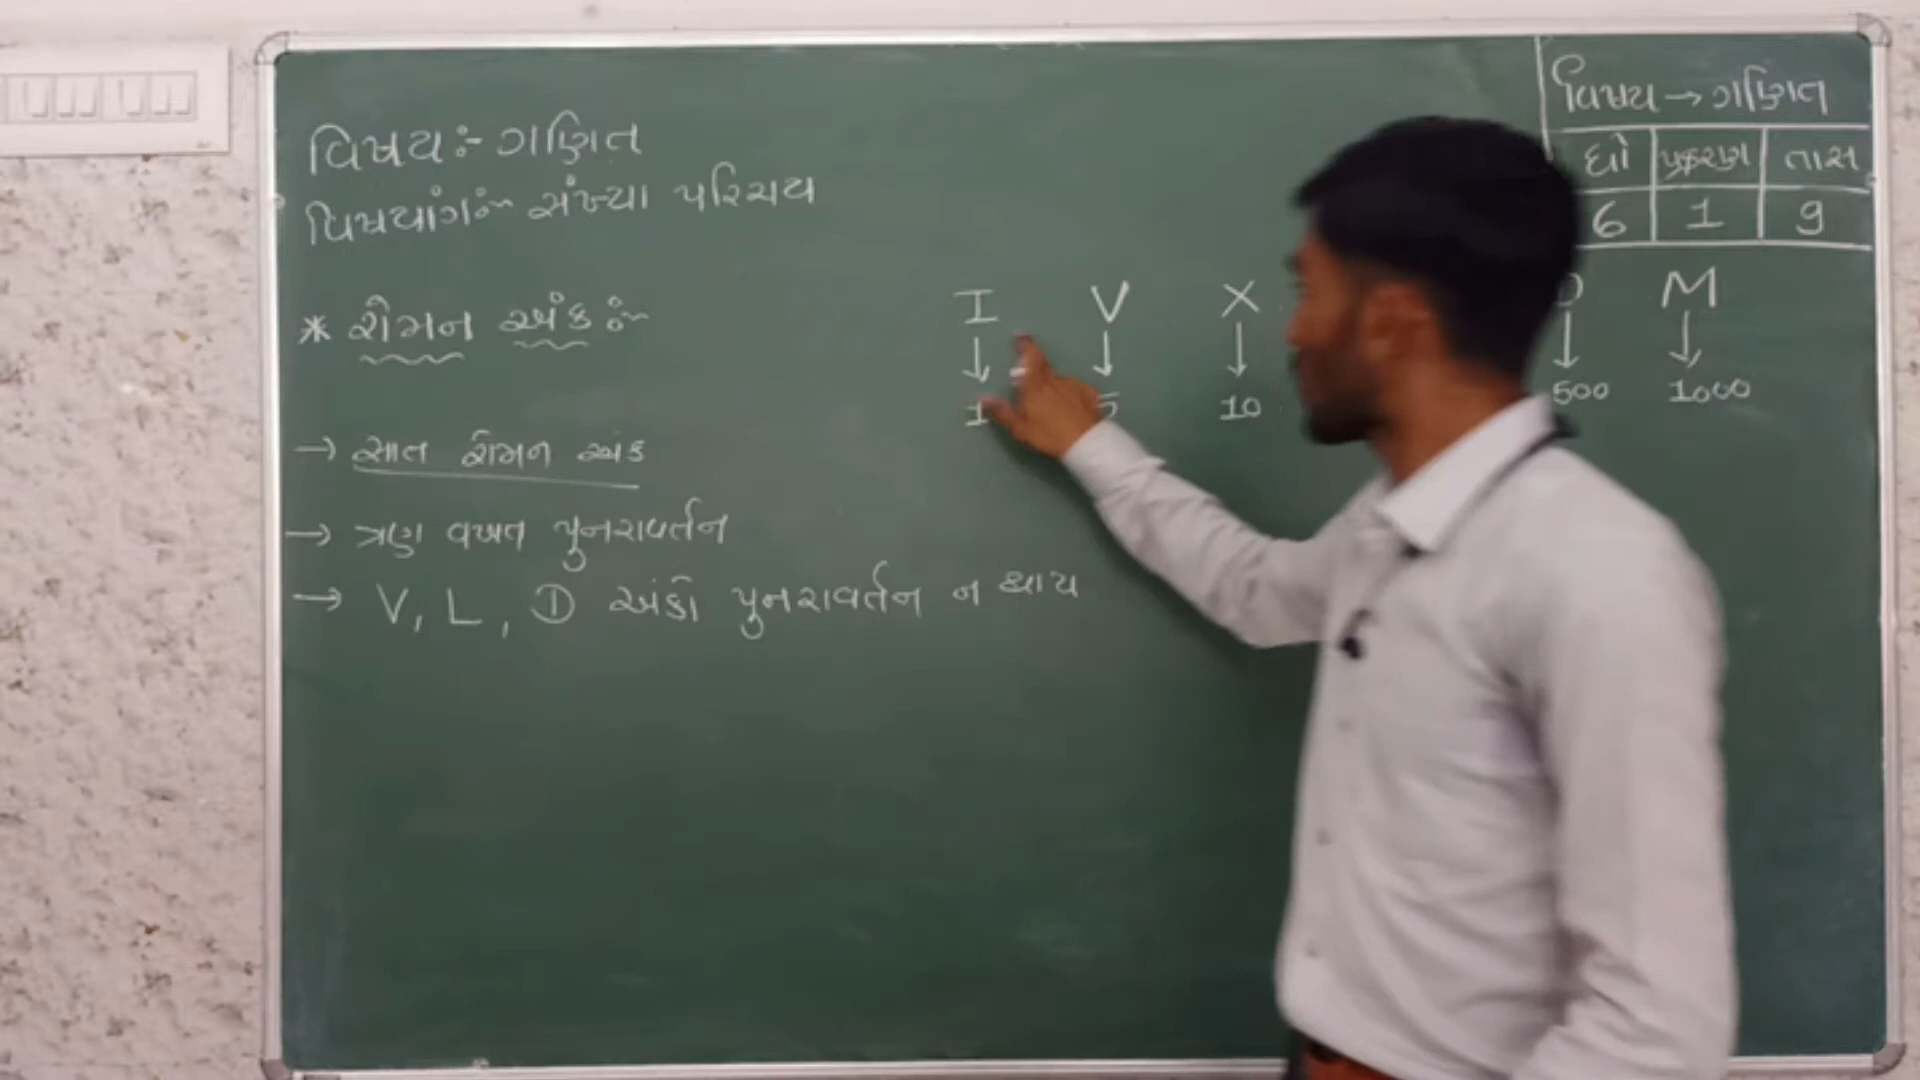 વિષય:- ગણિત
વિષયાંગ:- સંખ્યા પરિચય
* રોમન અંક:-
→ સાત રોમન અંક
→ ત્રણ વખત પુનરાવર્તન
→ V, L, D અંકો પુનરાવર્તન ન થાય
I V X D M
↓ ↓ ↓ ↓ ↓
1 5 10 500 1000
વિષય → ગણિત
ધો પ્રકરણ તાસ
6 1 9